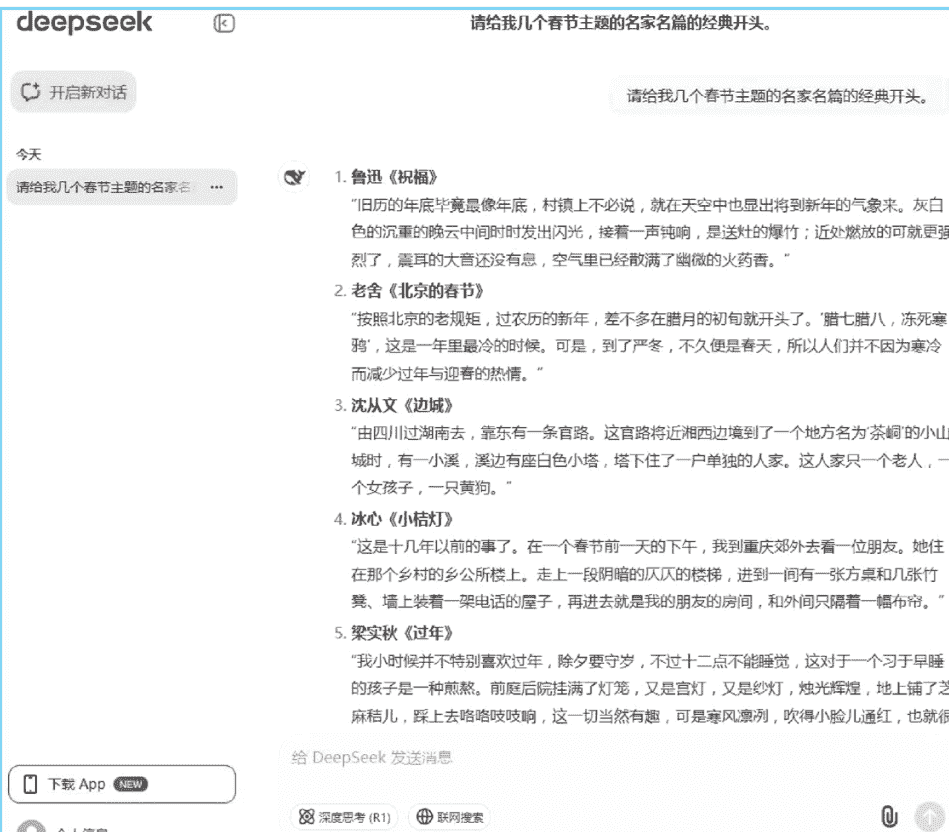 deepseek
请给我几个春节主题的名家名篇的经典开头。
开启新对话
请给我几个春节主题的名家名篇的经典开头。
今天
请给我几个春节主题的名家名
1. 鲁迅《祝福》
“旧历的年底毕竟最像年底，村镇上不必说，就在天空中也显出将到新年的气象来。灰白
色的沉重的晚云中间时时发出闪光，接着一声钝响，是送灶的爆竹；近处燃放的可就更强
烈了，震耳的大音还没有息，空气里已经散满了幽微的火药香。”
2. 老舍《北京的春节》
“按照北京的老规矩，过农历的新年，差不多在腊月的初旬就开头了。‘腊七腊八，冻死寒
鸦’，这是一年里最冷的时候。可是，到了严冬，不久便是春天，所以人们并不因为寒冷
而减少过年与迎春的热情。”
3. 沈从文《边城》
“由四川过湖南去，靠东有一条官路。这官路将近湘西边境到了一个地方名为‘茶峒’的小山
城时，有一小溪，溪边有座白色小塔，塔下住了一户单独的人家。这人家只一个老人，一
个女孩子，一只黄狗。”
4. 冰心《小桔灯》
“这是十几年以前的事了。在一个春节前一天的下午，我到重庆郊外去看一位朋友。她住
在那个乡村的乡公所楼上。走上一段阴暗的仄仄的楼梯，进到一间有一张方桌和几张竹
凳、墙上装着一架电话的屋子，再进去就是我的朋友的房间，和外间只隔着一幅布帘。”
5. 梁实秋《过年》
“我小时候并不特别喜欢过年，除夕要守岁，不过十二点不能睡觉，这对于一个习于早睡
的孩子是一种煎熬。前庭后院挂满了灯笼，又是宫灯，又是纱灯，烛光辉煌，地上铺了芝
麻秸儿，踩上去咯咯吱吱响，这一切当然有趣，可是寒风凛冽，吹得小脸儿通红，也就很
给 DeepSeek 发送消息
下载 App NEW
深度思考 (R1) 联网搜索
个人信息